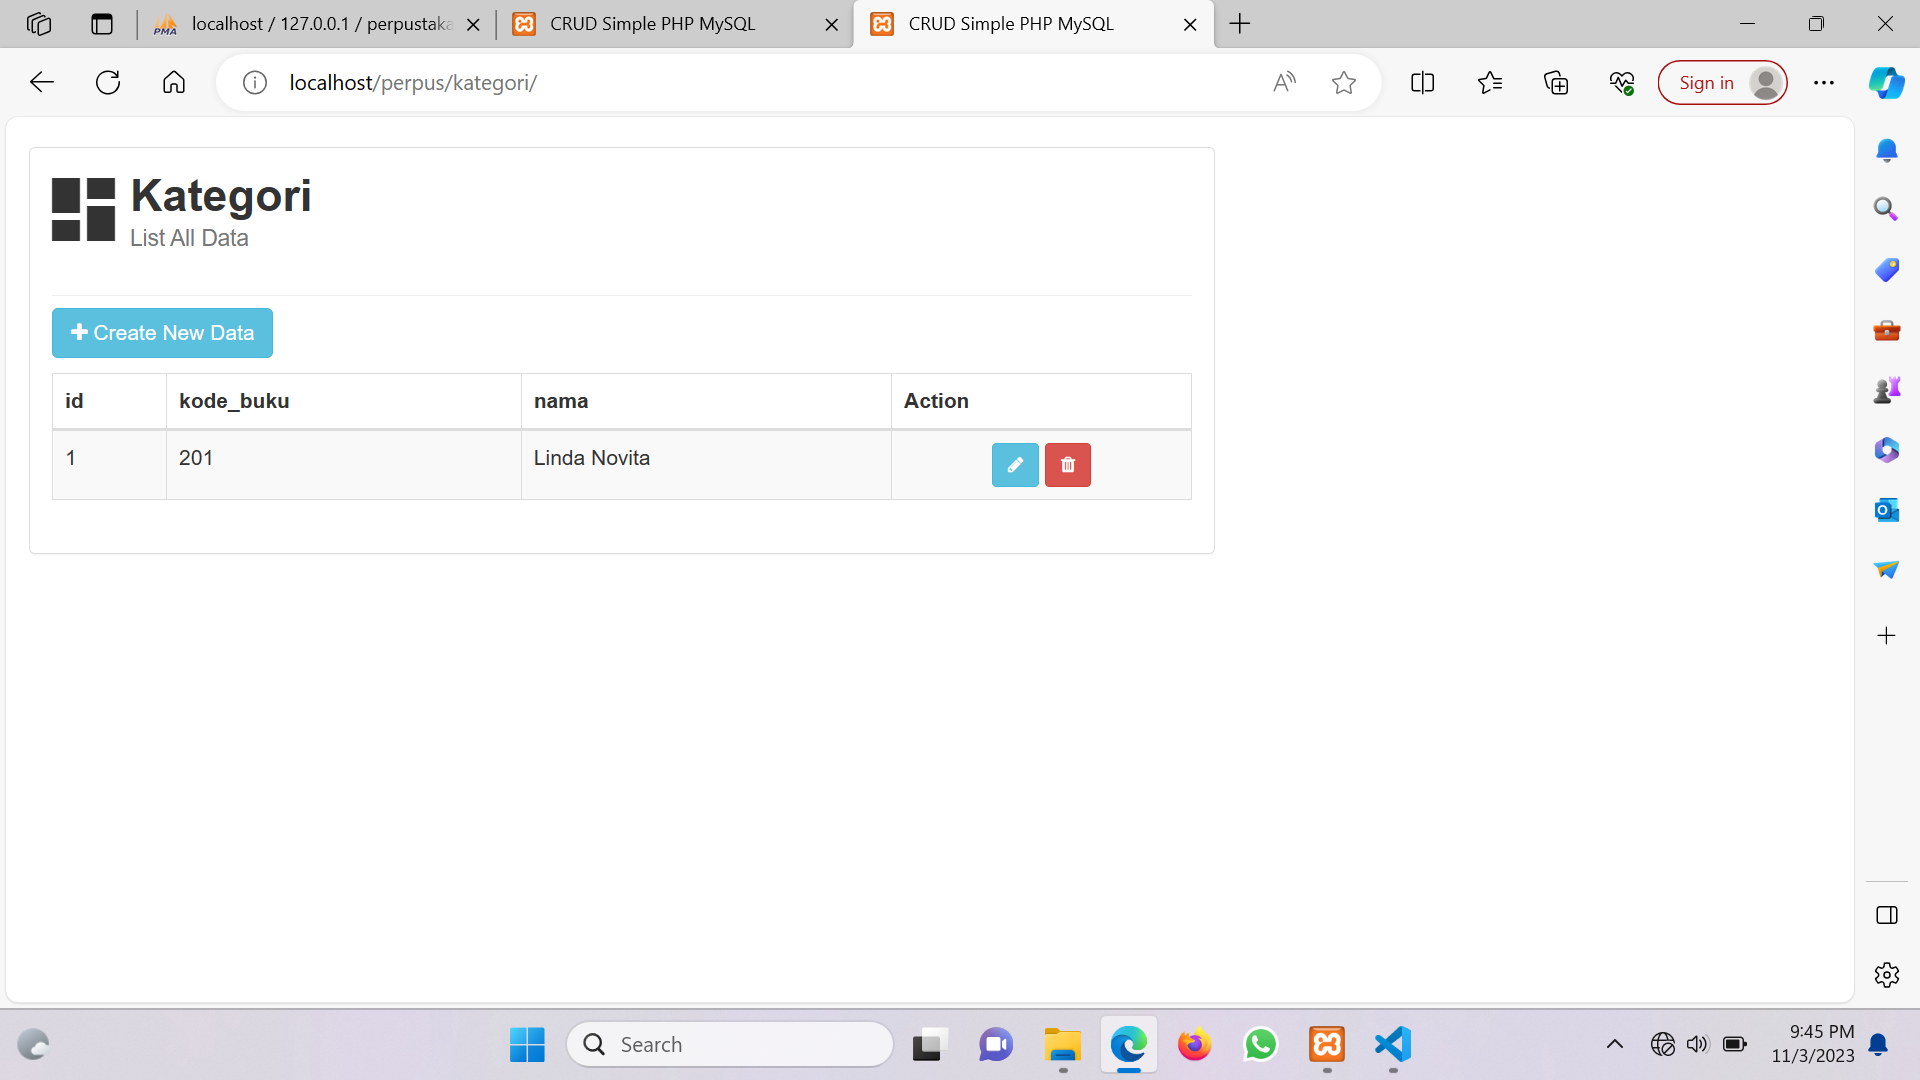 localhost / 127.0.0.1 / perpustaka
CRUD Simple PHP MySQL
CRUD Simple PHP MySQL
localhost/perpus/kategori/
Sign in
Kategori
List All Data
Create New Data
id kode_buku nama Action
1 201 Linda Novita
Search
9:45 PM
11/3/2023